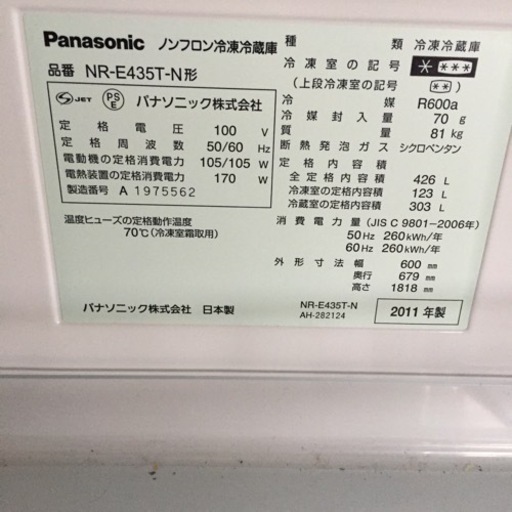 Panasonic ノンフロン冷凍冷蔵庫
品番 NR-E435T-N形
S JET PS E パナソニック株式会社
定格電圧 100 V
定格周波数 50/60 Hz
電動機の定格消費電力 105/105 W
電熱装置の定格消費電力 170 W
製造番号 A 1975562
温度ヒューズの定格動作温度
70℃(冷凍室霜取用)
パナソニック株式会社 日本製
種類 冷凍冷蔵庫
冷凍室の記号 * ***
(上段冷凍室の記号) (**)
冷媒 R600a
冷媒封入量 70 g
質量 81 kg
断熱発泡ガス シクロペンタン
定格内容積
全定格内容積 426 L
冷凍室の定格内容積 123 L
冷蔵室の定格内容積 303 L
消費電力量(JIS C 9801-2006年)
50Hz 260kWh/年
60Hz 260kWh/年
外形寸法 幅 600 mm
奥行 679 mm
高さ 1818 mm
NR-E435T-N
AH-282124
2011年製